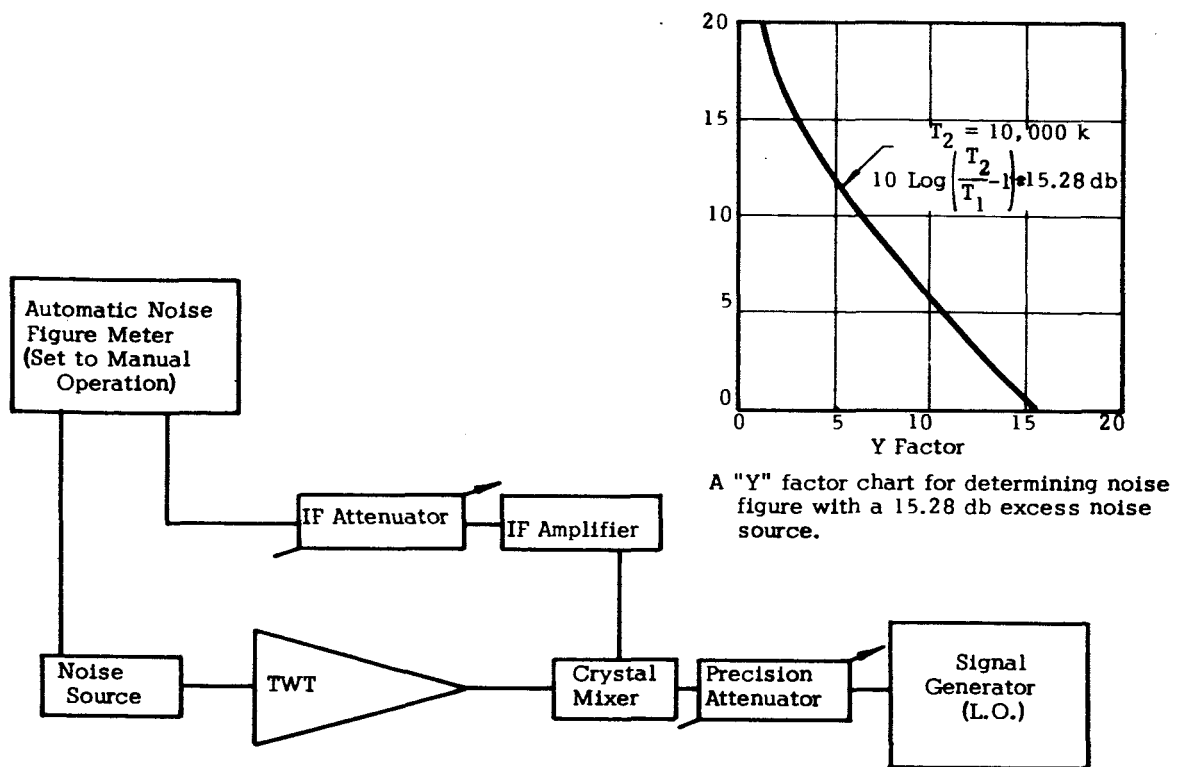 20
15
10
5
0
0 5 10 15 20
T2 = 10,000 k
10 Log (T2/T1 -1) = 15.28 db
Y Factor
A "Y" factor chart for determining noise
figure with a 15.28 db excess noise
source.
Automatic Noise
Figure Meter
(Set to Manual
Operation)
IF Attenuator
IF Amplifier
Noise
Source
TWT
Crystal
Mixer
Precision
Attenuator
Signal
Generator
(L.O.)